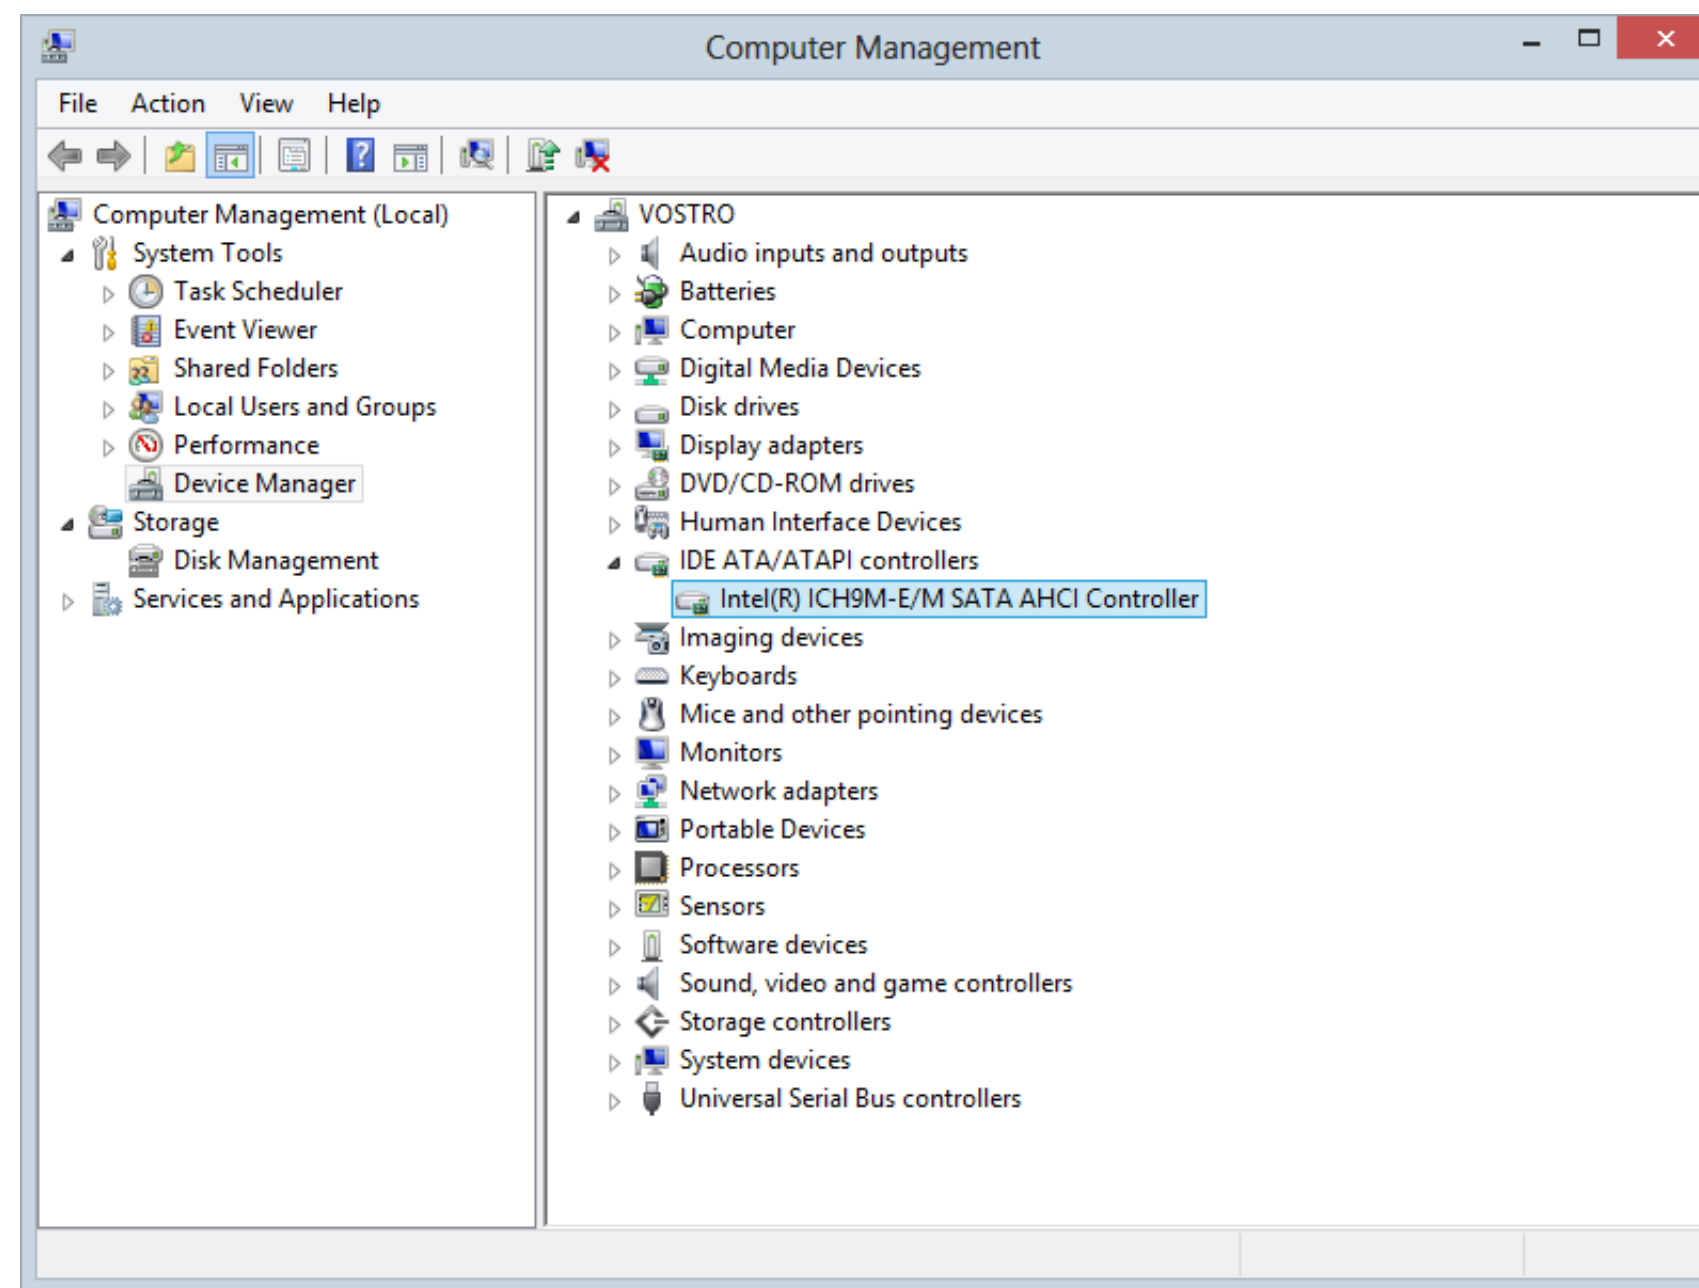 Computer Management
File Action View Help
Computer Management (Local)
System Tools
Task Scheduler
Event Viewer
Shared Folders
Local Users and Groups
Performance
Device Manager
Storage
Disk Management
Services and Applications
VOSTRO
Audio inputs and outputs
Batteries
Computer
Digital Media Devices
Disk drives
Display adapters
DVD/CD-ROM drives
Human Interface Devices
IDE ATA/ATAPI controllers
Intel(R) ICH9M-E/M SATA AHCI Controller
Imaging devices
Keyboards
Mice and other pointing devices
Monitors
Network adapters
Portable Devices
Processors
Sensors
Software devices
Sound, video and game controllers
Storage controllers
System devices
Universal Serial Bus controllers